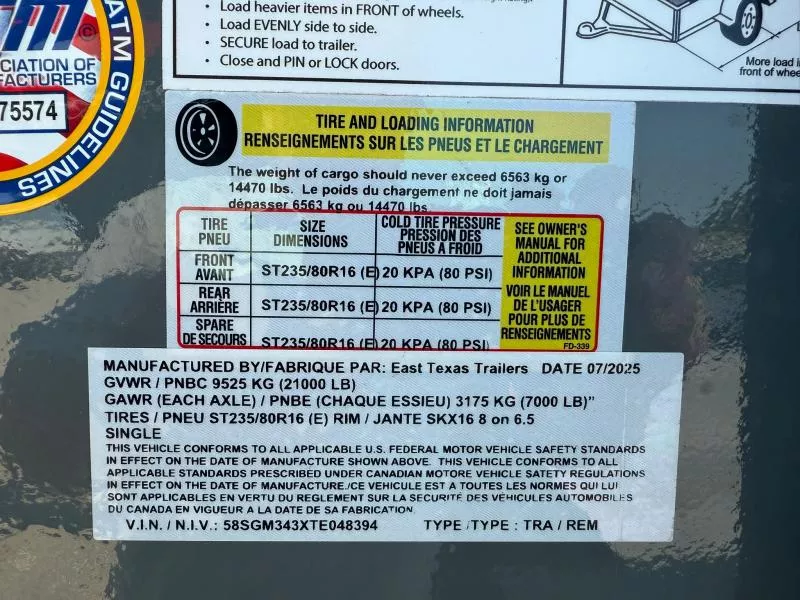 • Load heavier items in FRONT of wheels.
• Load EVENLY side to side.
• SECURE load to trailer.
• Close and PIN or LOCK doors.
More load i
front of whee
m©
CIATION OF
FACTURERS
75574
ATM GUIDELINES
TIRE AND LOADING INFORMATION
RENSEIGNEMENTS SUR LES PNEUS ET LE CHARGEMENT
The weight of cargo should never exceed 6563 kg or
14470 lbs. Le poids du chargement ne doit jamais
dépasser 6563 kg ou 14470 lbs.
TIRE PNEU
SIZE DIMENSIONS
COLD TIRE PRESSURE PRESSION DES PNEUS A FROID
FRONT AVANT ST235/80R16 (E) 20 KPA (80 PSI)
REAR ARRIÈRE ST235/80R16 (E) 20 KPA (80 PSI)
SPARE DE SECOURS ST235/80R16 (E) 20 KPA (80 PSI)
SEE OWNER'S
MANUAL FOR
ADDITIONAL
INFORMATION
VOIR LE MANUEL
DE L'USAGER
POUR PLUS DE
RENSEIGNEMENTS
FD-339
MANUFACTURED BY/FABRIQUE PAR: East Texas Trailers DATE 07/2025
GVWR / PNBC 9525 KG (21000 LB)
GAWR (EACH AXLE) / PNBE (CHAQUE ESSIEU) 3175 KG (7000 LB)"
TIRES / PNEU ST235/80R16 (E) RIM / JANTE SKX16 8 on 6.5
SINGLE
THIS VEHICLE CONFORMS TO ALL APPLICABLE U.S. FEDERAL MOTOR VEHICLE SAFETY STANDARDS
IN EFFECT ON THE DATE OF MANUFACTURE SHOWN ABOVE. THIS VEHICLE CONFORMS TO ALL
APPLICABLE STANDARDS PRESCRIBED UNDER CANADIAN MOTORE VEHICLE SATETY REGULATIONS
IN EFFECT ON THE DATE OF MANUFACTURE./CE VEHICULE EST A TOUTES LES NORMES QUI LUI
SONT APPLICABLES EN VERTU DU REGLEMENT SUR LA SECURITE DES VEHICULES AUTOMOBILES
DU CANADA EN VIGUEUR A LA DATE DE SA FABRICATION.
V.I.N. / N.I.V.: 58SGM343XTE048394 TYPE /TYPE : TRA / REM